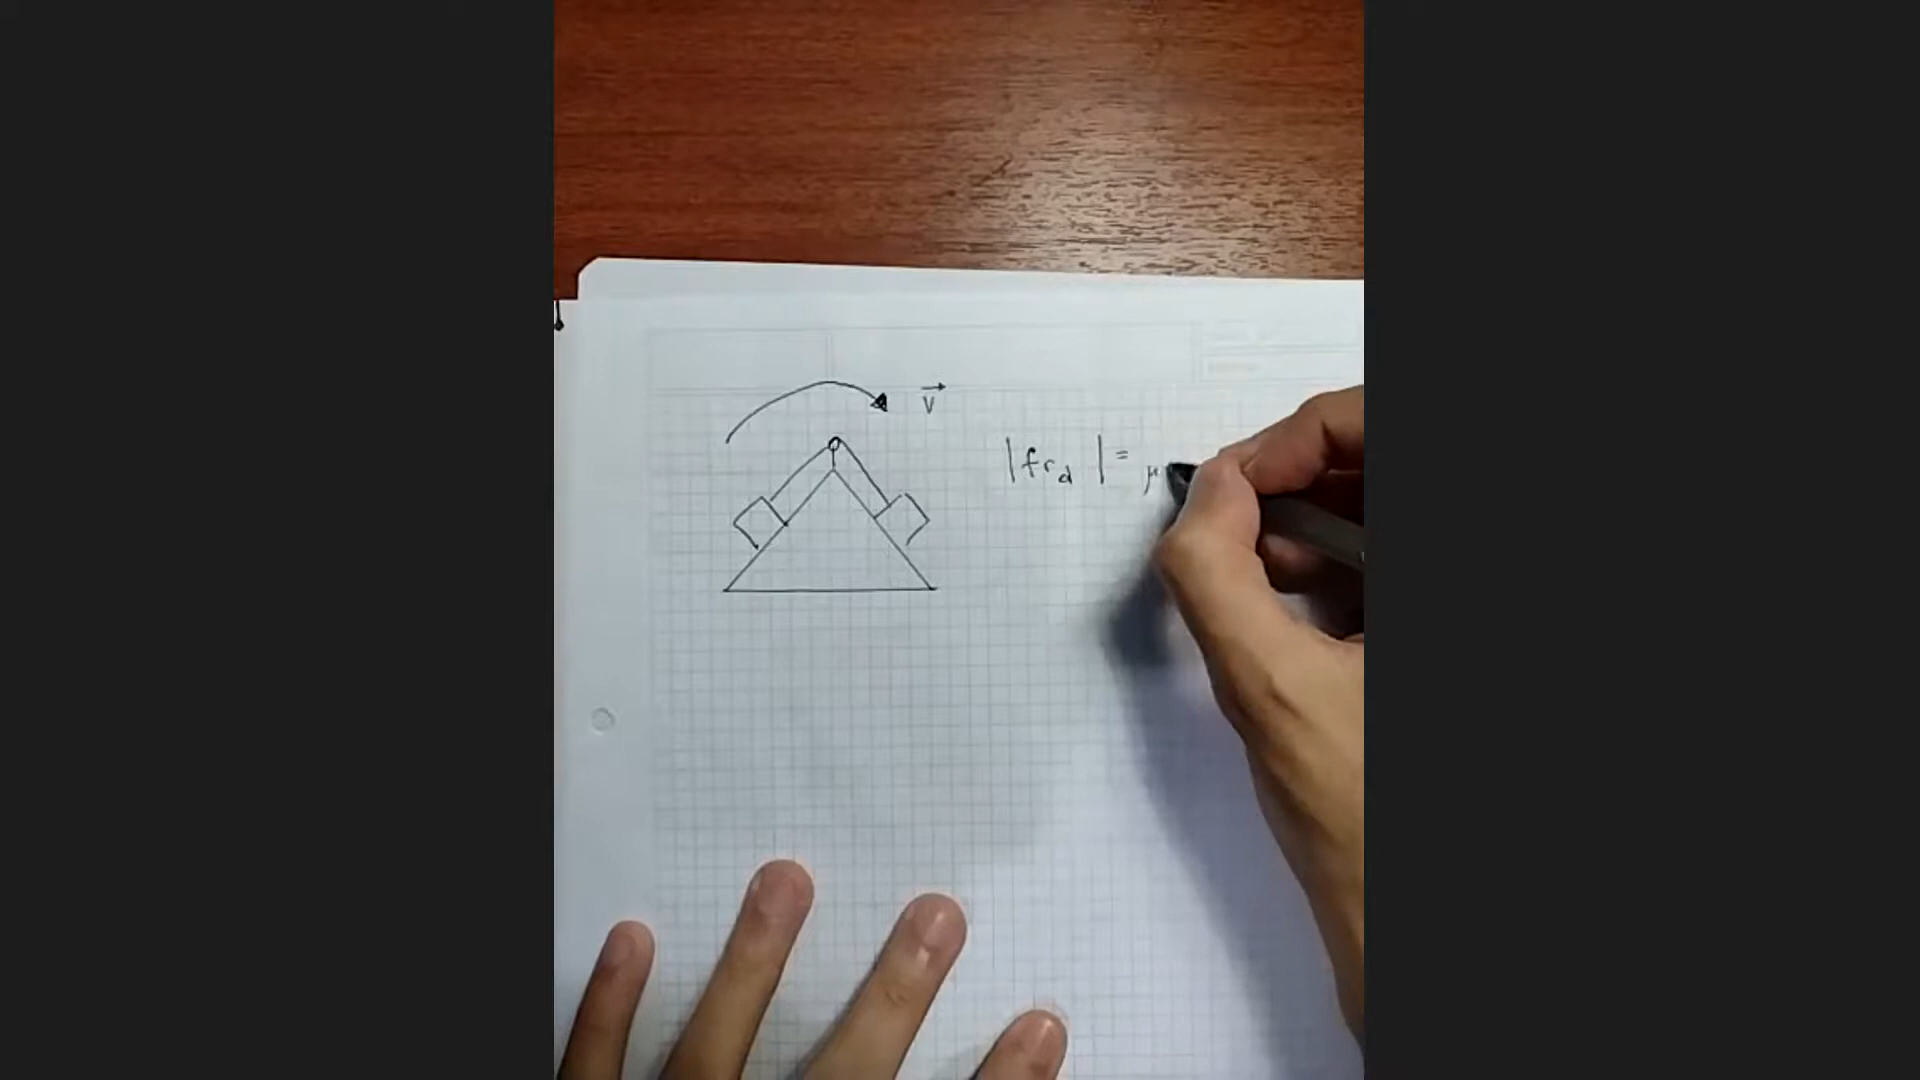 V⃗
|fr_d| = μ